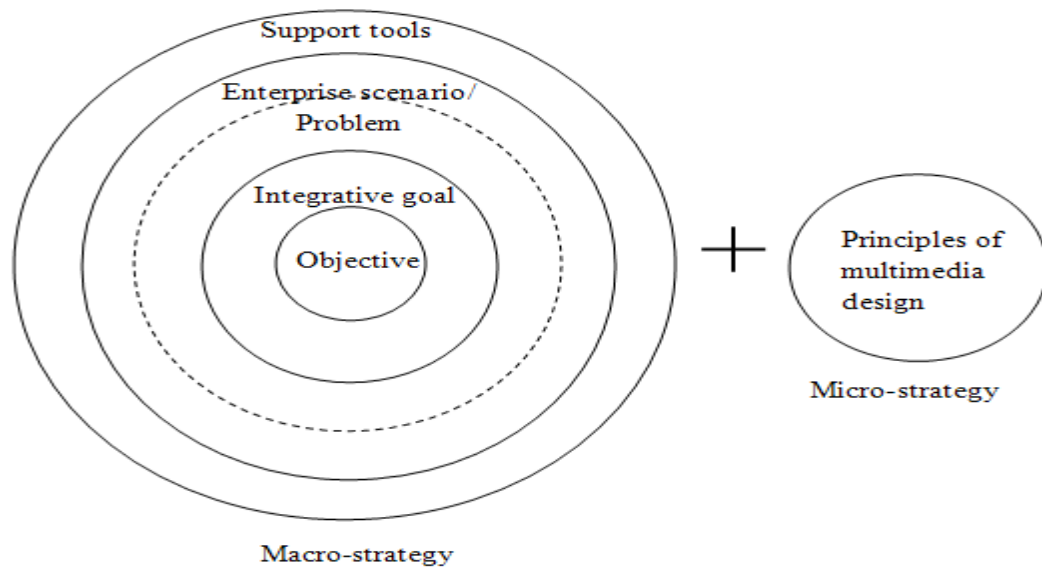 Support tools
Enterprise scenario/
Problem
Integrative goal
Objective
Principles of
multimedia
design
Micro-strategy
Macro-strategy